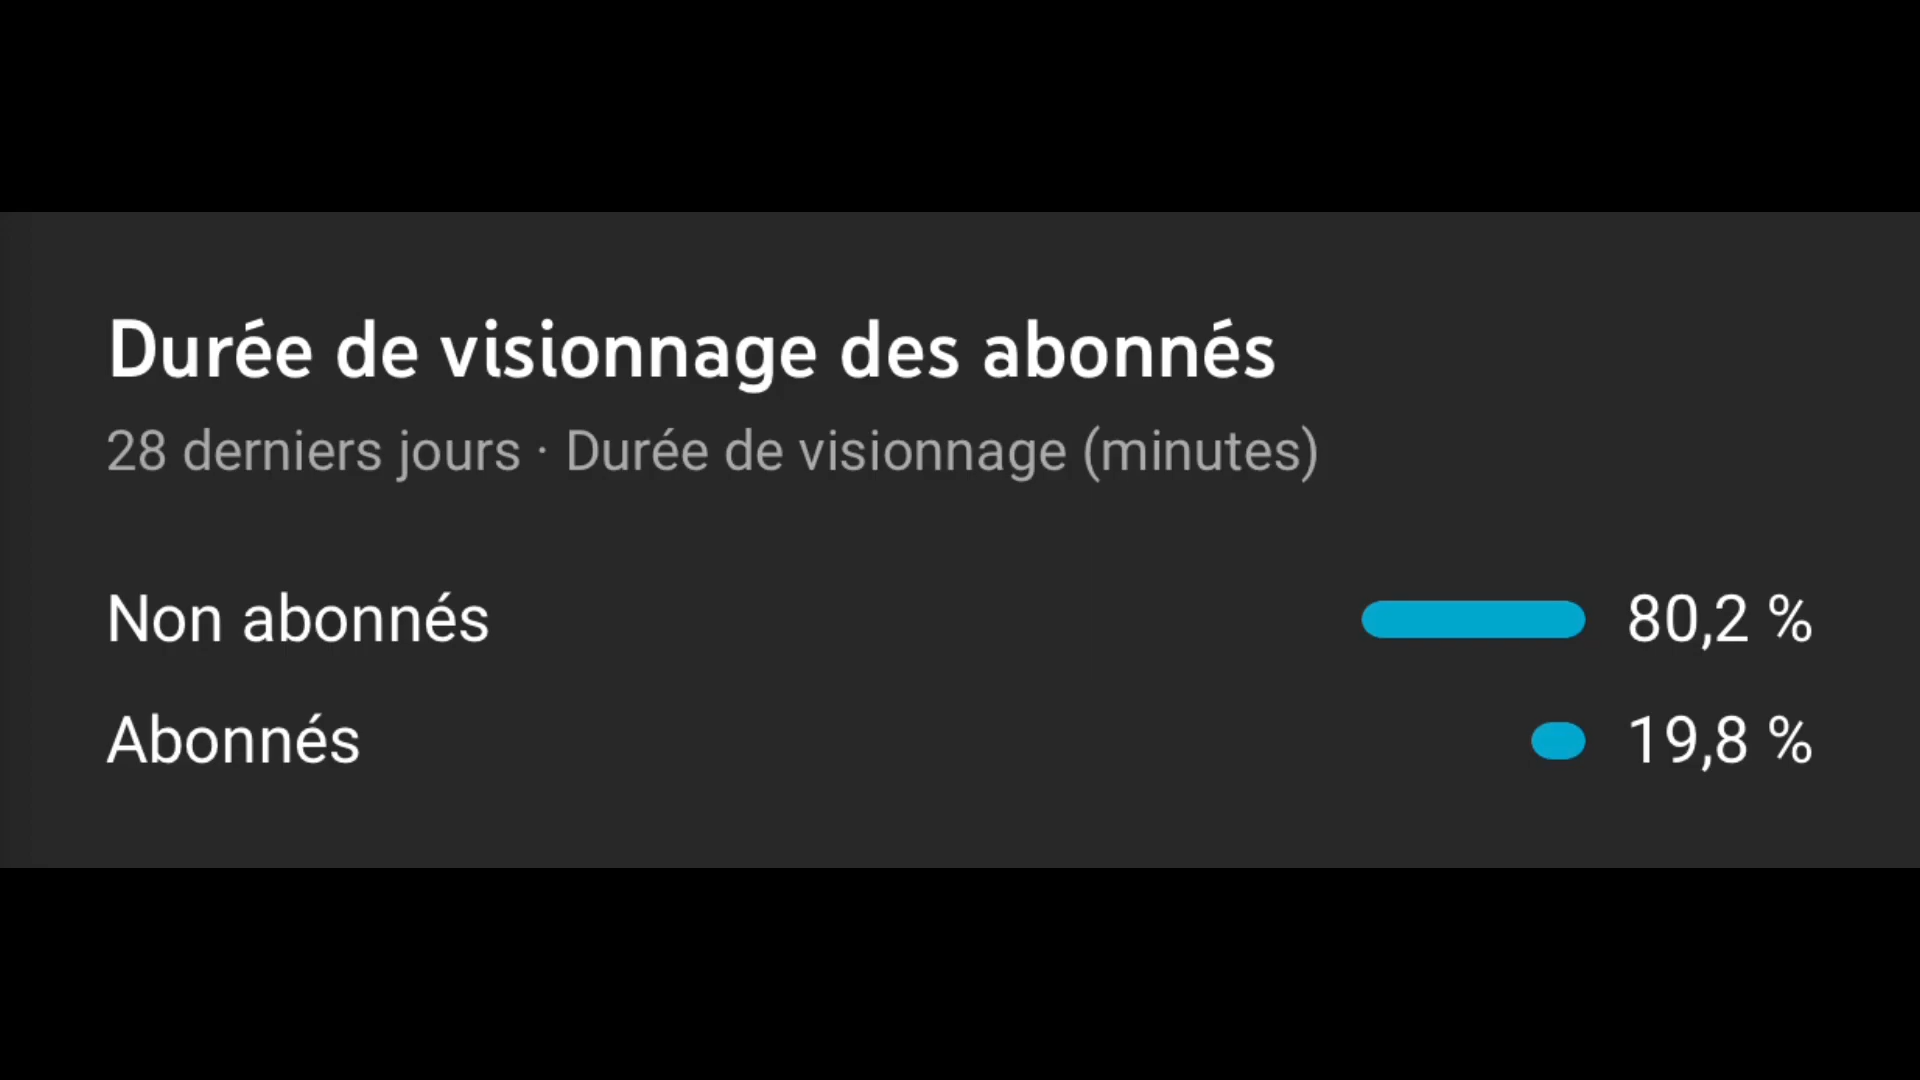 Durée de visionnage des abonnés
28 derniers jours · Durée de visionnage (minutes)
Non abonnés 80,2 %
Abonnés 19,8 %